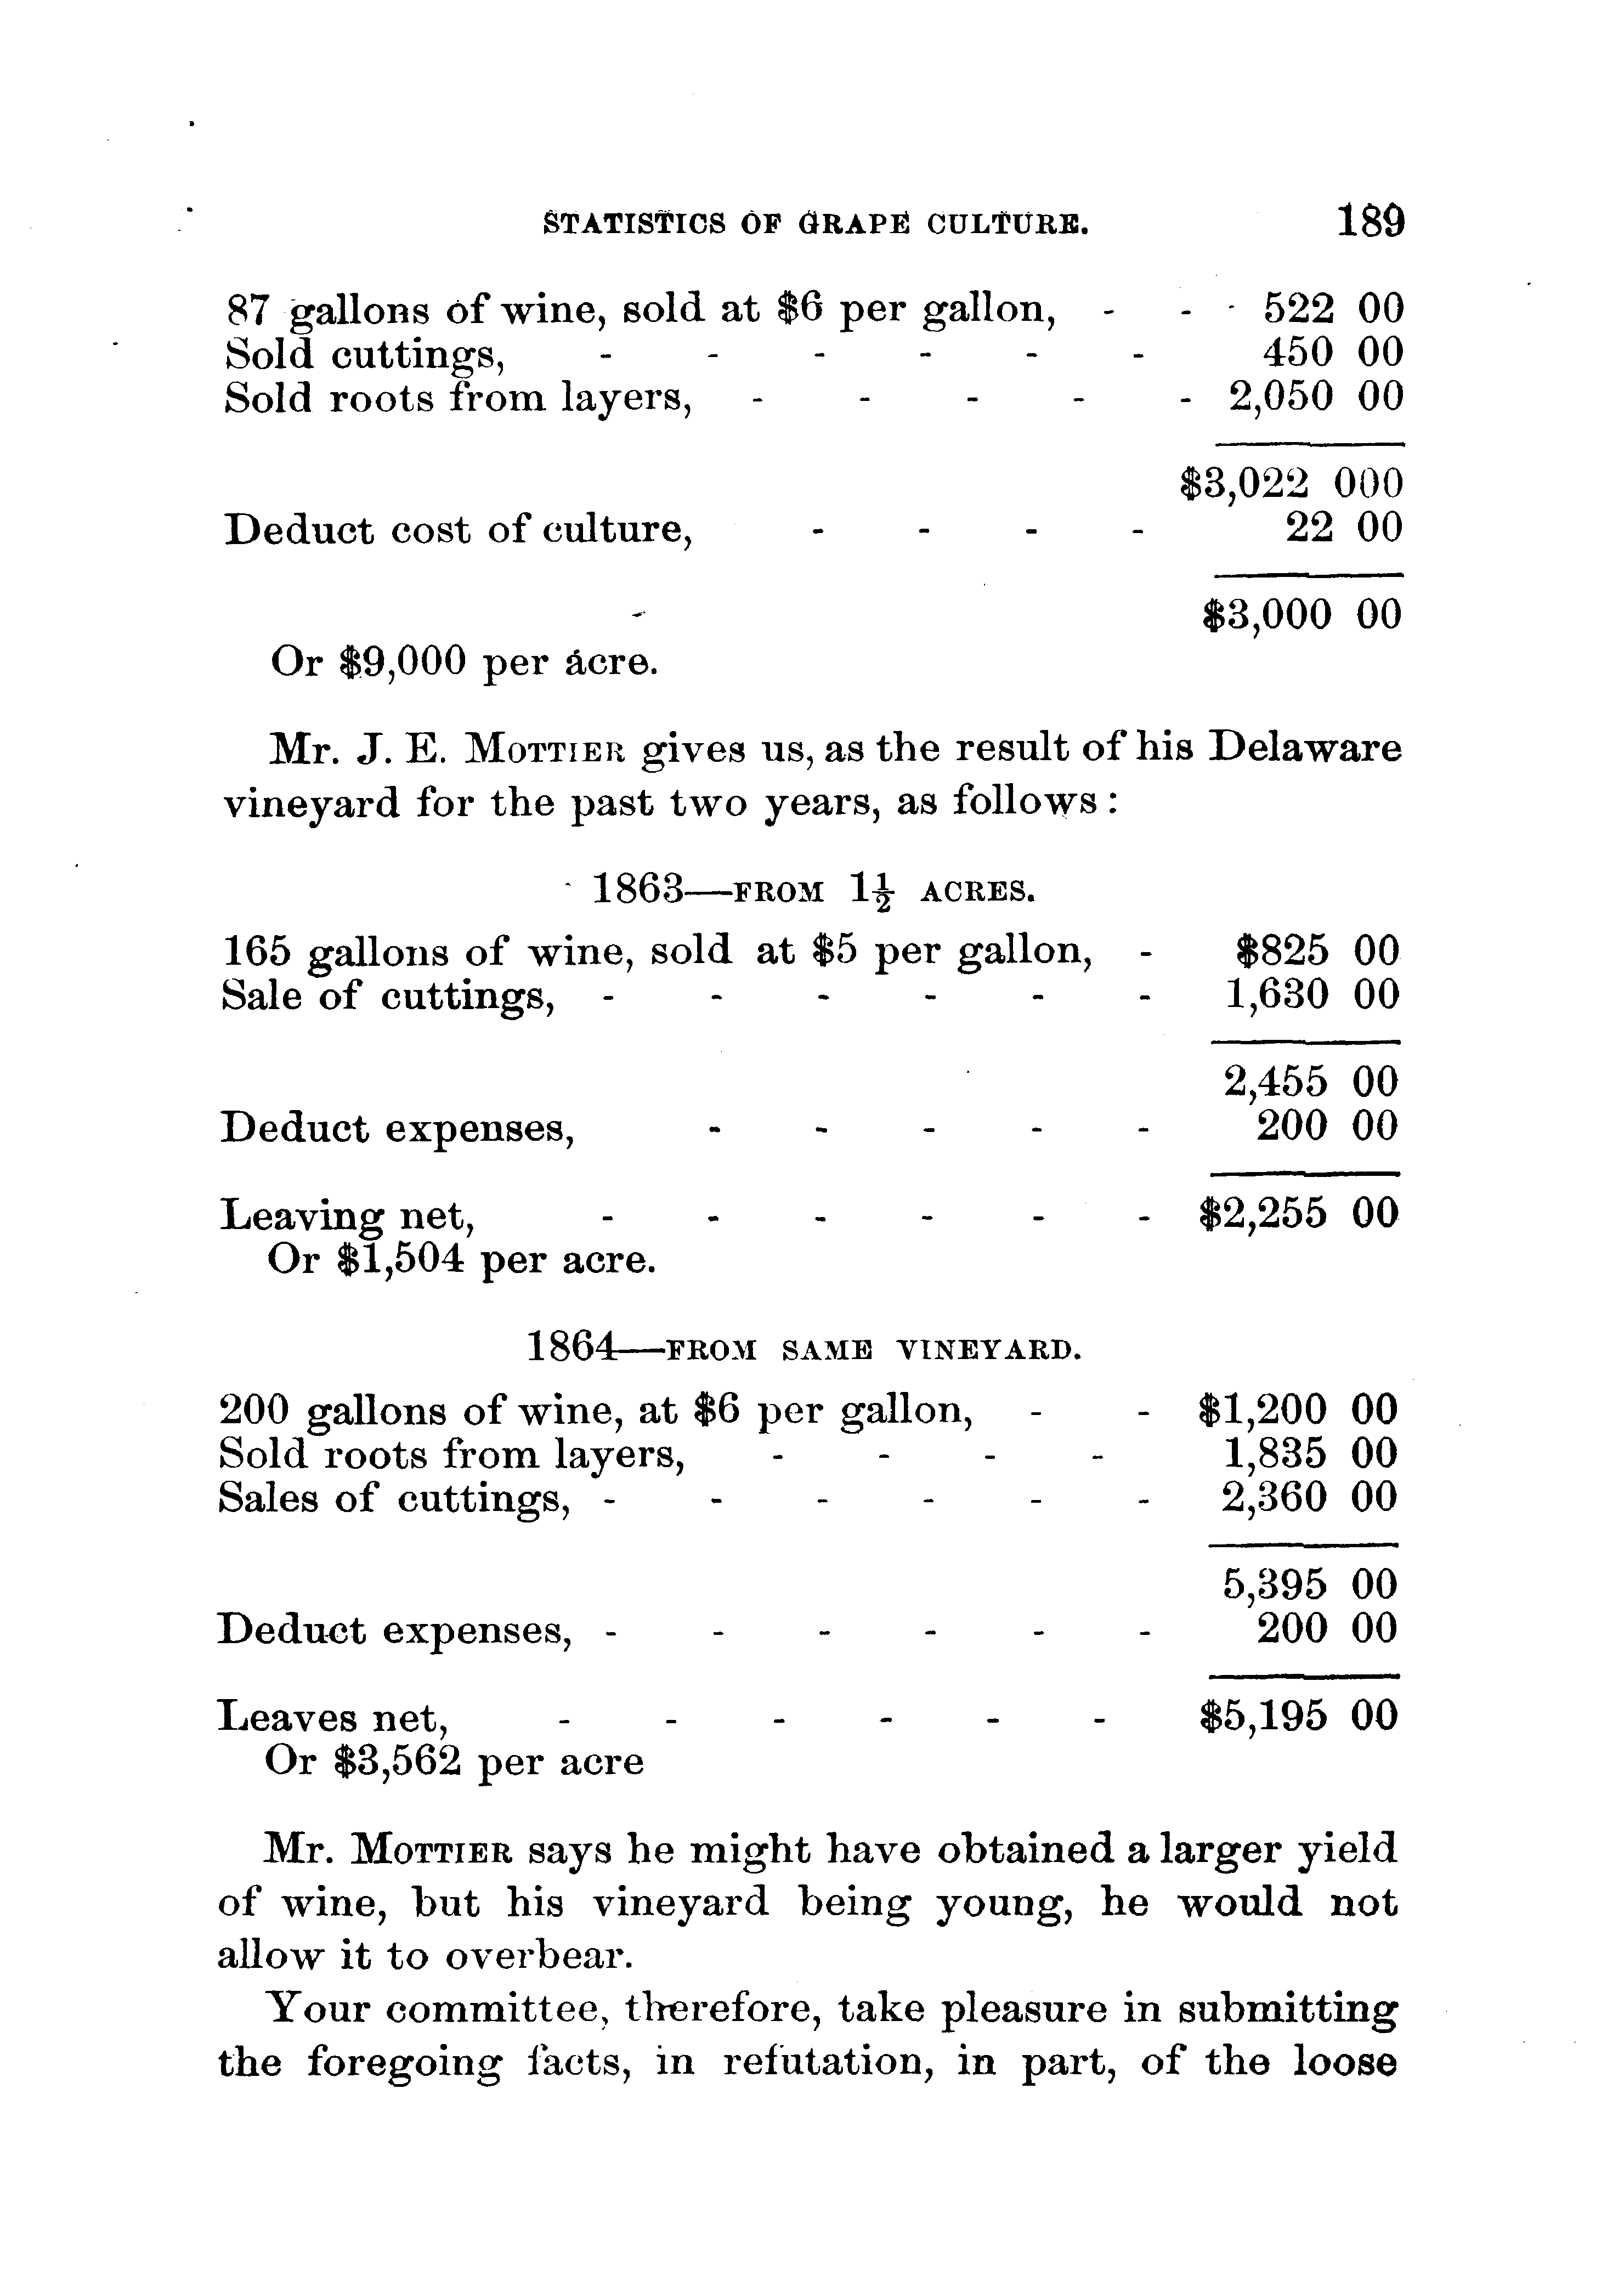 STATISTICS OF GRAPE CULTURE. 189
87 gallons of wine, sold at $6 per gallon, - - 522 00
Sold cuttings, - - - - - - 450 00
Sold roots from layers, - - - - - 2,050 00
$3,022 000
Deduct cost of culture, - - - - 22 00
$3,000 00
Or $9,000 per acre.
Mr. J. E. MOTTIER gives us, as the result of his Delaware
vineyard for the past two years, as follows:
1863—FROM 1½ ACRES.
165 gallons of wine, sold at $5 per gallon, - $825 00
Sale of cuttings, - - - - - - 1,630 00
2,455 00
Deduct expenses, - - - - - 200 00
Leaving net, - - - - - - $2,255 00
Or $1,504 per acre.
1864—FROM SAME VINEYARD.
200 gallons of wine, at $6 per gallon, - - $1,200 00
Sold roots from layers, - - - - 1,835 00
Sales of cuttings, - - - - - - 2,360 00
5,395 00
Deduct expenses, - - - - - - 200 00
Leaves net, - - - - - - $5,195 00
Or $3,562 per acre
Mr. MOTTIER says he might have obtained a larger yield
of wine, but his vineyard being young, he would not
allow it to overbear.
Your committee, therefore, take pleasure in submitting
the foregoing facts, in refutation, in part, of the loose